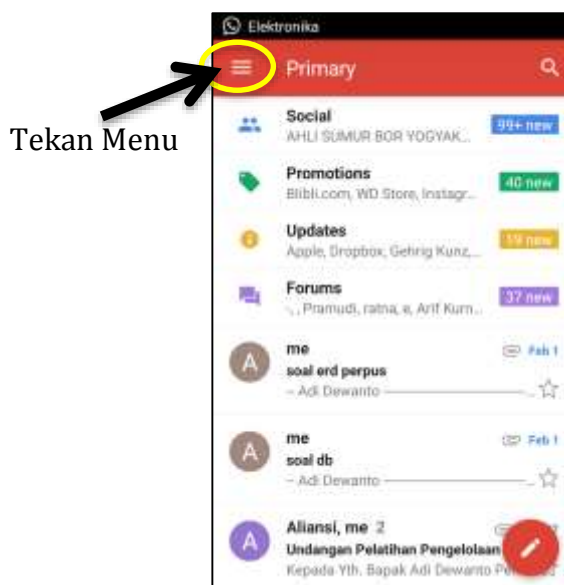 Elektronika
Primary
Tekan Menu
Social
99+ new
AHLI SUMUR BOR YOGYAK...
Promotions
40 new
Blibli.com, WD Store, Instagr...
Updates
19 new
Apple, Dropbox, Gehrig Kunz,...
Forums
37 new
-, , Pramudi, ratna, e, Arif Kurn...
me
Feb 1
soal erd perpus
– Adi Dewanto
A
me
Feb 1
soal db
– Adi Dewanto
A
Aliansi, me 2
Undangan Pelatihan Pengelolaan
Kepada Yth. Bapak Adi Dewanto
A